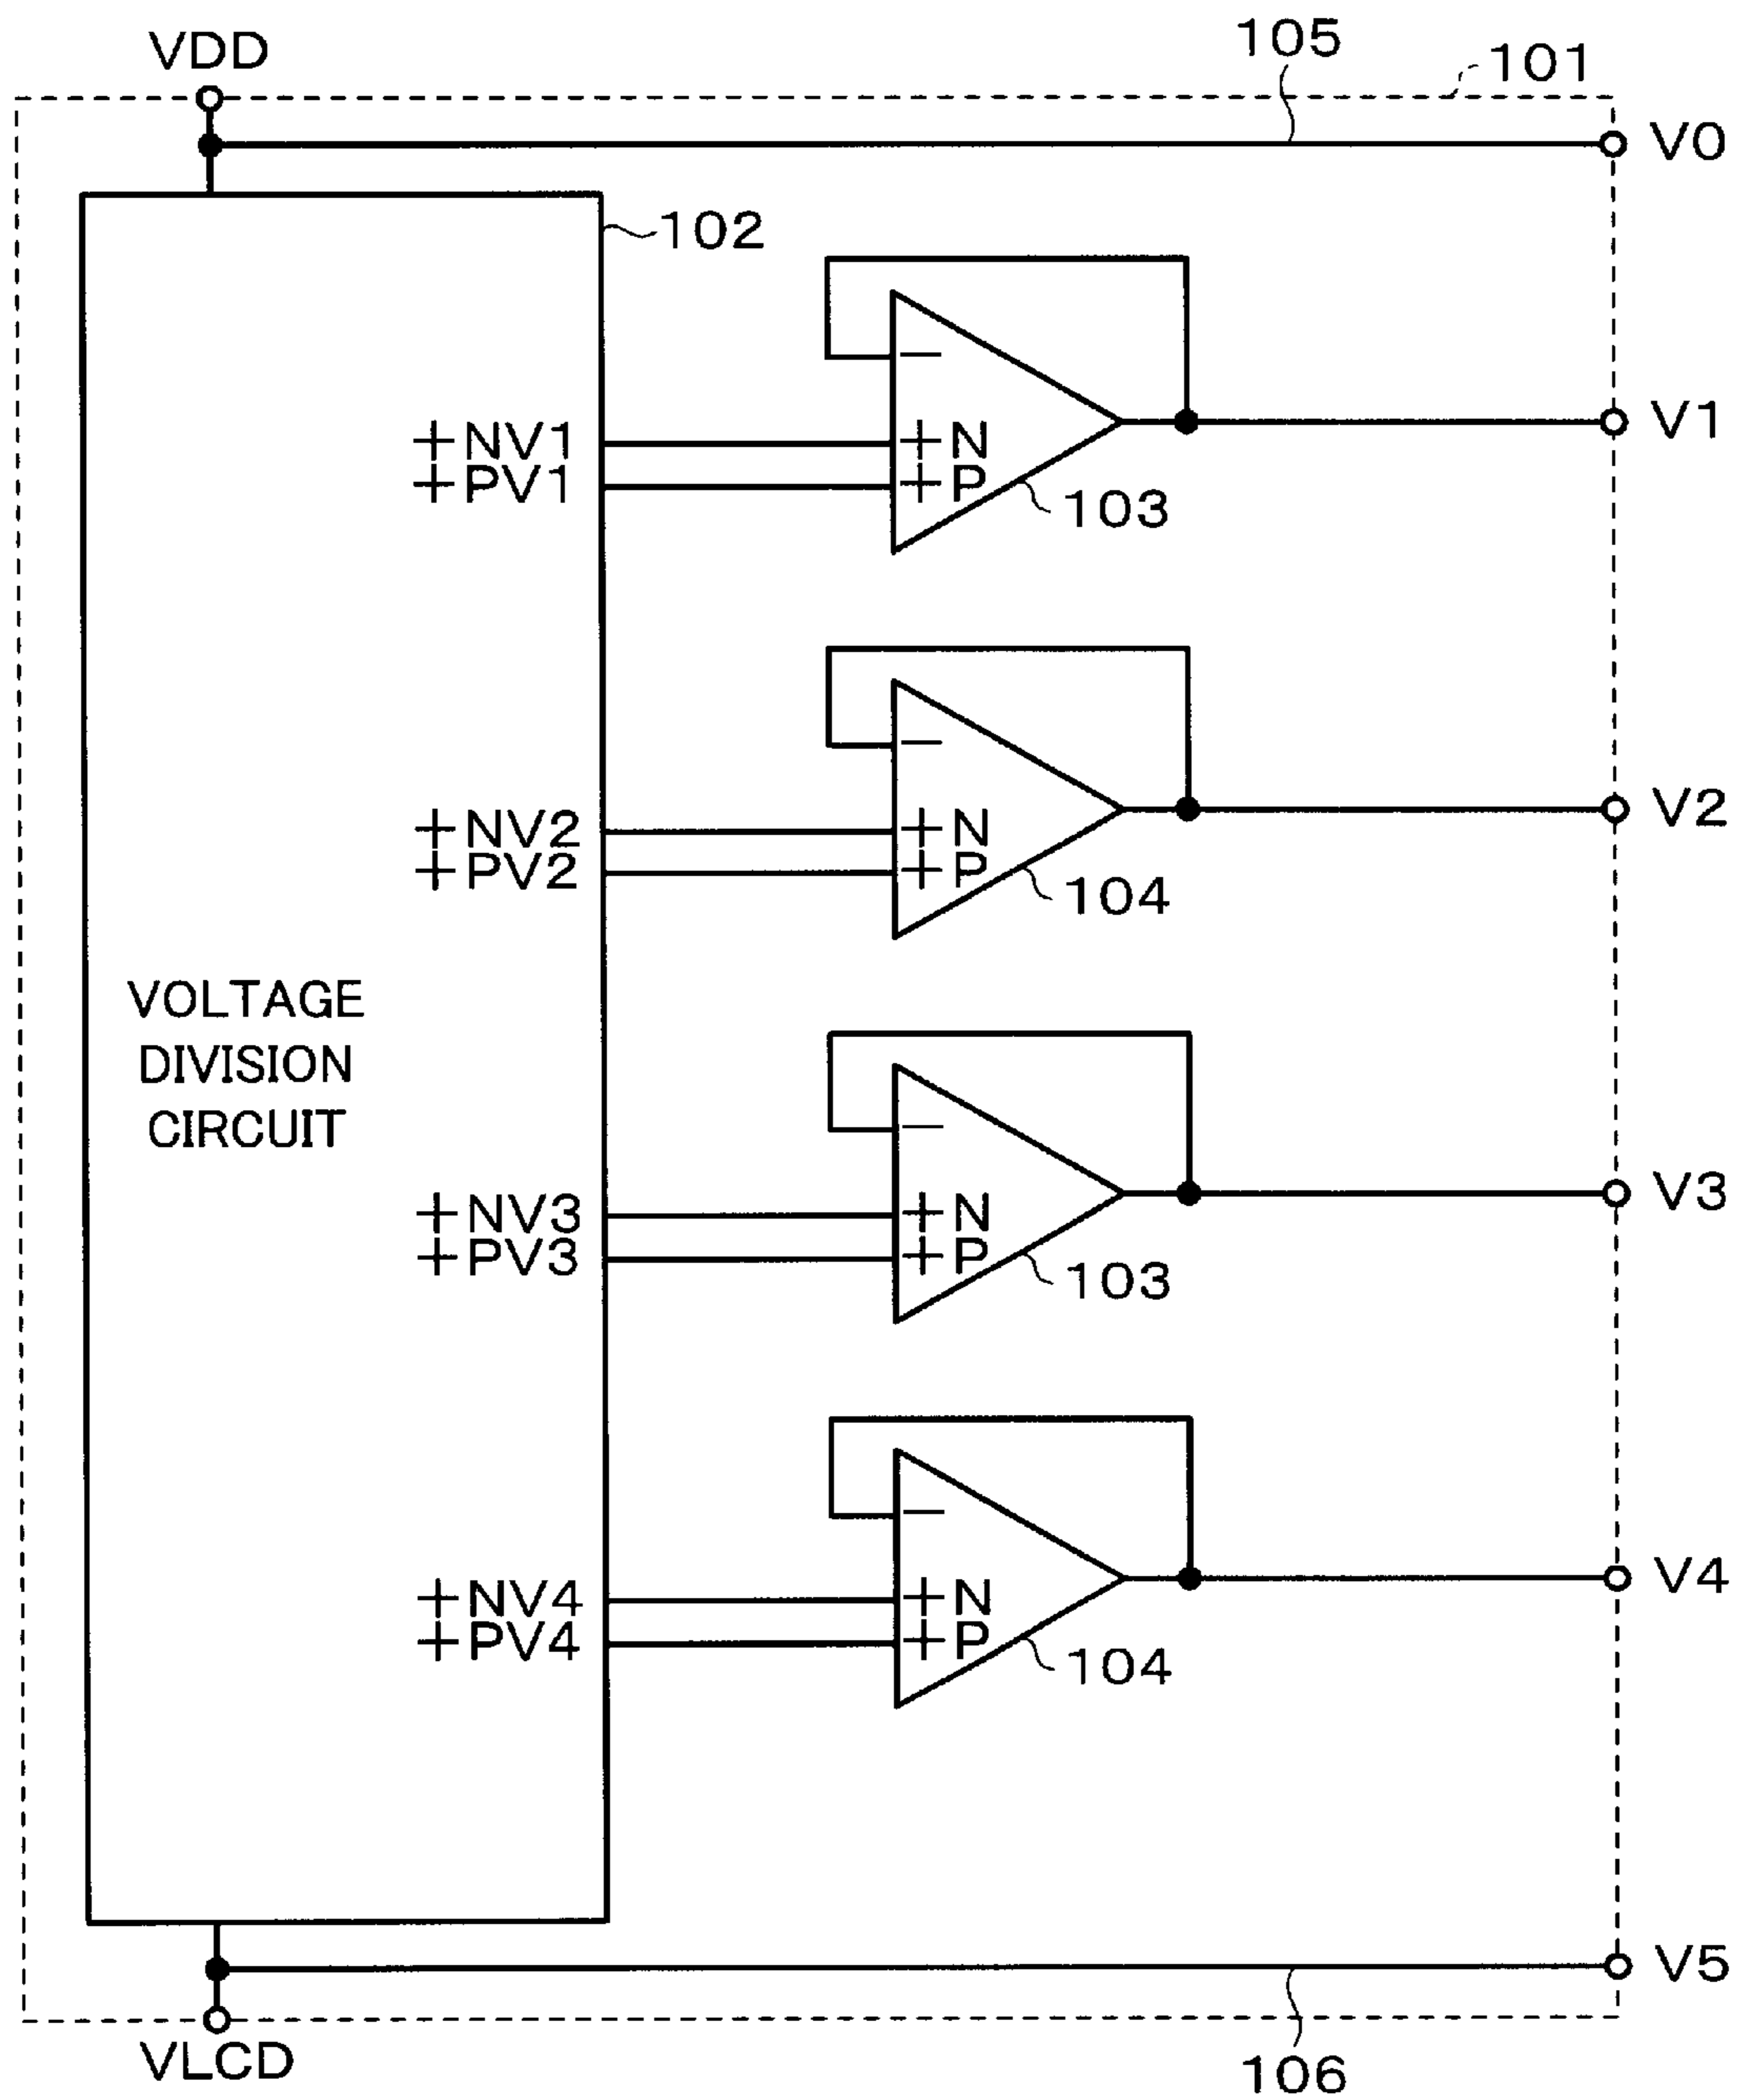 VDD
105
101
V0
102
−
+NV1
+N
V1
+PV1
+P
103
−
+NV2
+N
V2
+PV2
+P
104
VOLTAGE
DIVISION
CIRCUIT
−
+NV3
+N
V3
+PV3
+P
103
−
+NV4
+N
V4
+PV4
+P
104
V5
VLCD
106